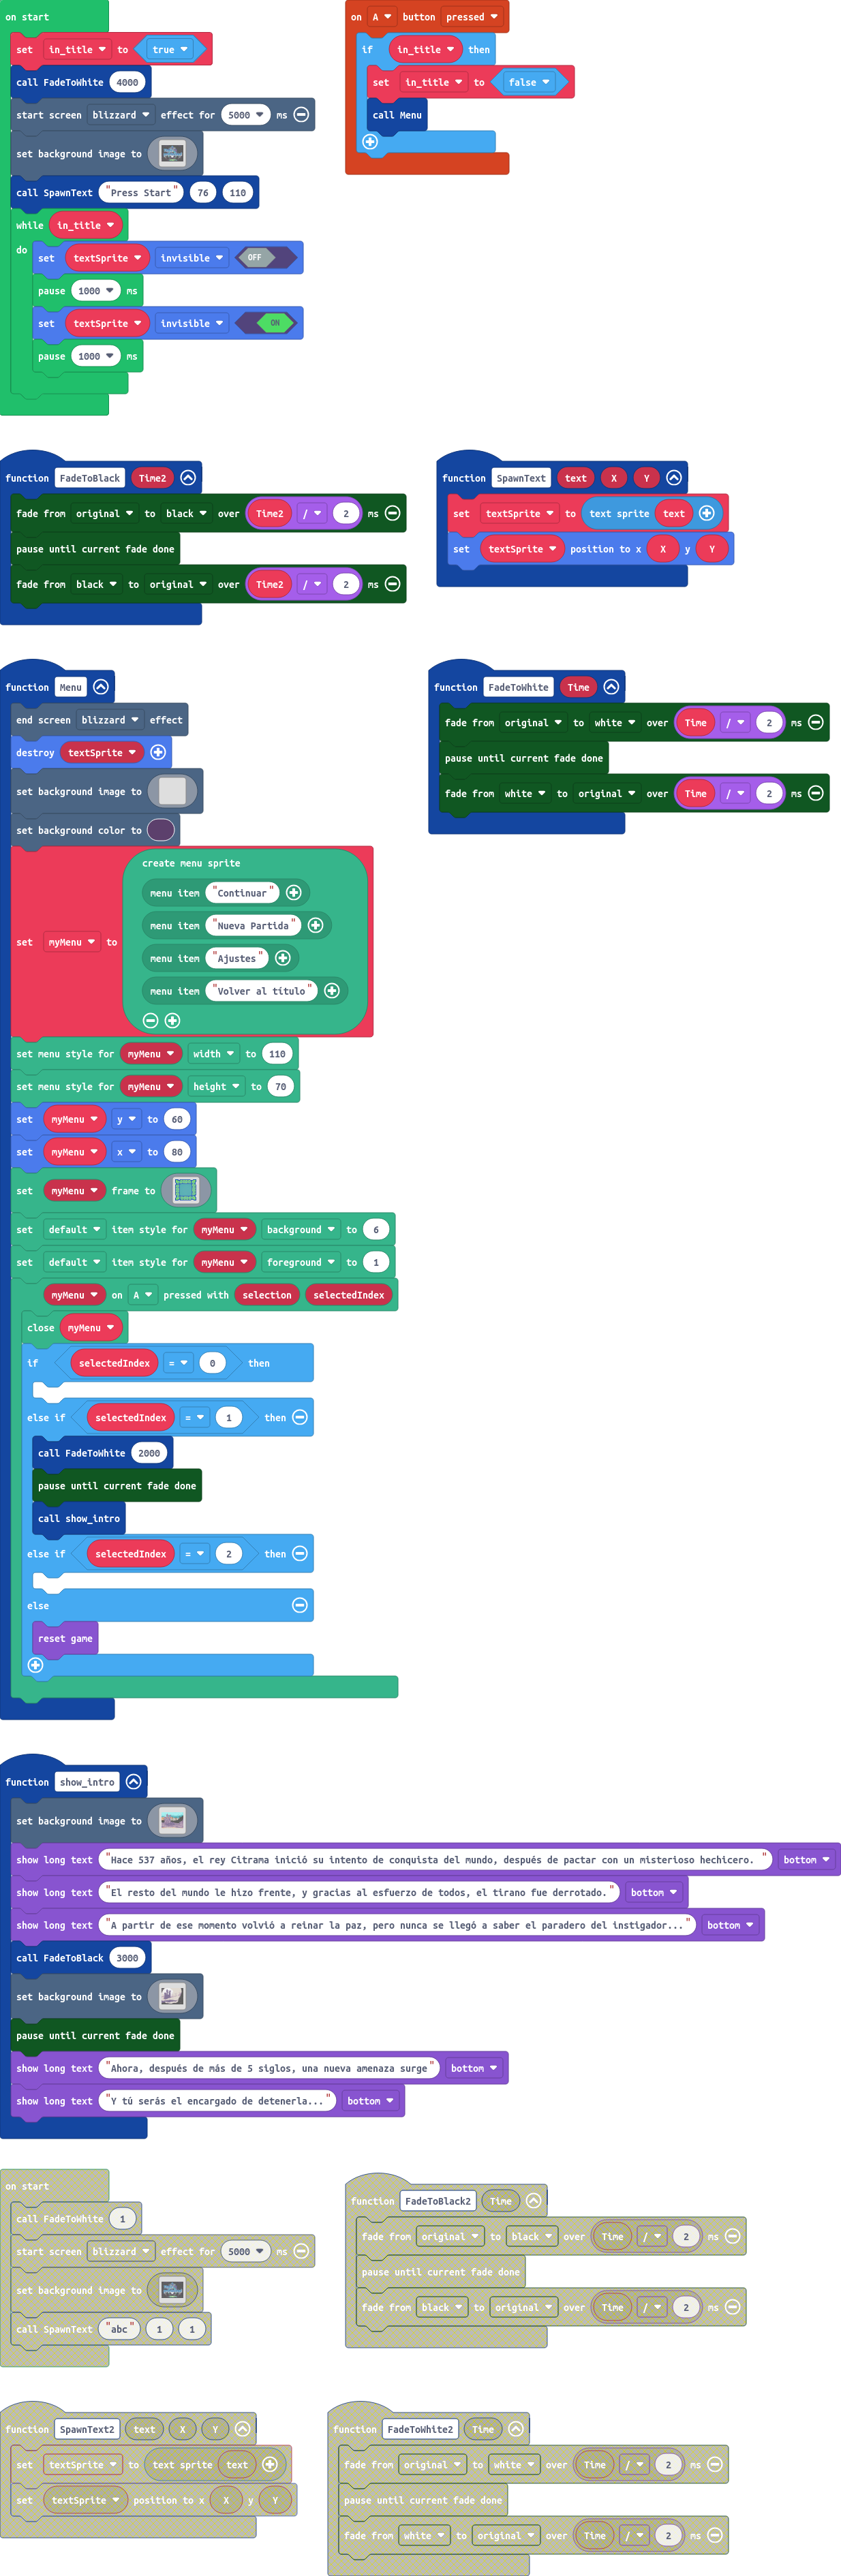 on start
set in_title to true
call FadeToWhite 4000
start screen blizzard effect for 5000 ms
set background image to
call SpawnText "Press Start" 76 110
while in_title
do
set textSprite invisible OFF
pause 1000 ms
set textSprite invisible ON
pause 1000 ms
on A button pressed
if in_title then
set in_title to false
call Menu
function FadeToBlack Time2
fade from original to black over Time2 / 2 ms
pause until current fade done
fade from black to original over Time2 / 2 ms
function SpawnText text X Y
set textSprite to text sprite text
set textSprite position to x X y Y
function Menu
end screen blizzard effect
destroy textSprite
set background image to
set background color to
set myMenu to
create menu sprite
menu item "Continuar"
menu item "Nueva Partida"
menu item "Ajustes"
menu item "Volver al título"
set menu style for myMenu width to 110
set menu style for myMenu height to 70
set myMenu y to 60
set myMenu x to 80
set myMenu frame to
set default item style for myMenu background to 6
set default item style for myMenu foreground to 1
myMenu on A pressed with selection selectedIndex
close myMenu
if selectedIndex = 0 then
else if selectedIndex = 1 then
call FadeToWhite 2000
pause until current fade done
call show_intro
else if selectedIndex = 2 then
else
reset game
function FadeToWhite Time
fade from original to white over Time / 2 ms
pause until current fade done
fade from white to original over Time / 2 ms
function show_intro
set background image to
show long text "Hace 537 años, el rey Citrama inició su intento de conquista del mundo, después de pactar con un misterioso hechicero. " bottom
show long text "El resto del mundo le hizo frente, y gracias al esfuerzo de todos, el tirano fue derrotado." bottom
show long text "A partir de ese momento volvió a reinar la paz, pero nunca se llegó a saber el paradero del instigador..." bottom
call FadeToBlack 3000
set background image to
pause until current fade done
show long text "Ahora, después de más de 5 siglos, una nueva amenaza surge" bottom
show long text "Y tú serás el encargado de detenerla..." bottom
on start
call FadeToWhite 1
start screen blizzard effect for 5000 ms
set background image to
call SpawnText "abc" 1 1
function FadeToBlack2 Time
fade from original to black over Time / 2 ms
pause until current fade done
fade from black to original over Time / 2 ms
function SpawnText2 text X Y
set textSprite to text sprite text
set textSprite position to x X y Y
function FadeToWhite2 Time
fade from original to white over Time / 2 ms
pause until current fade done
fade from white to original over Time / 2 ms